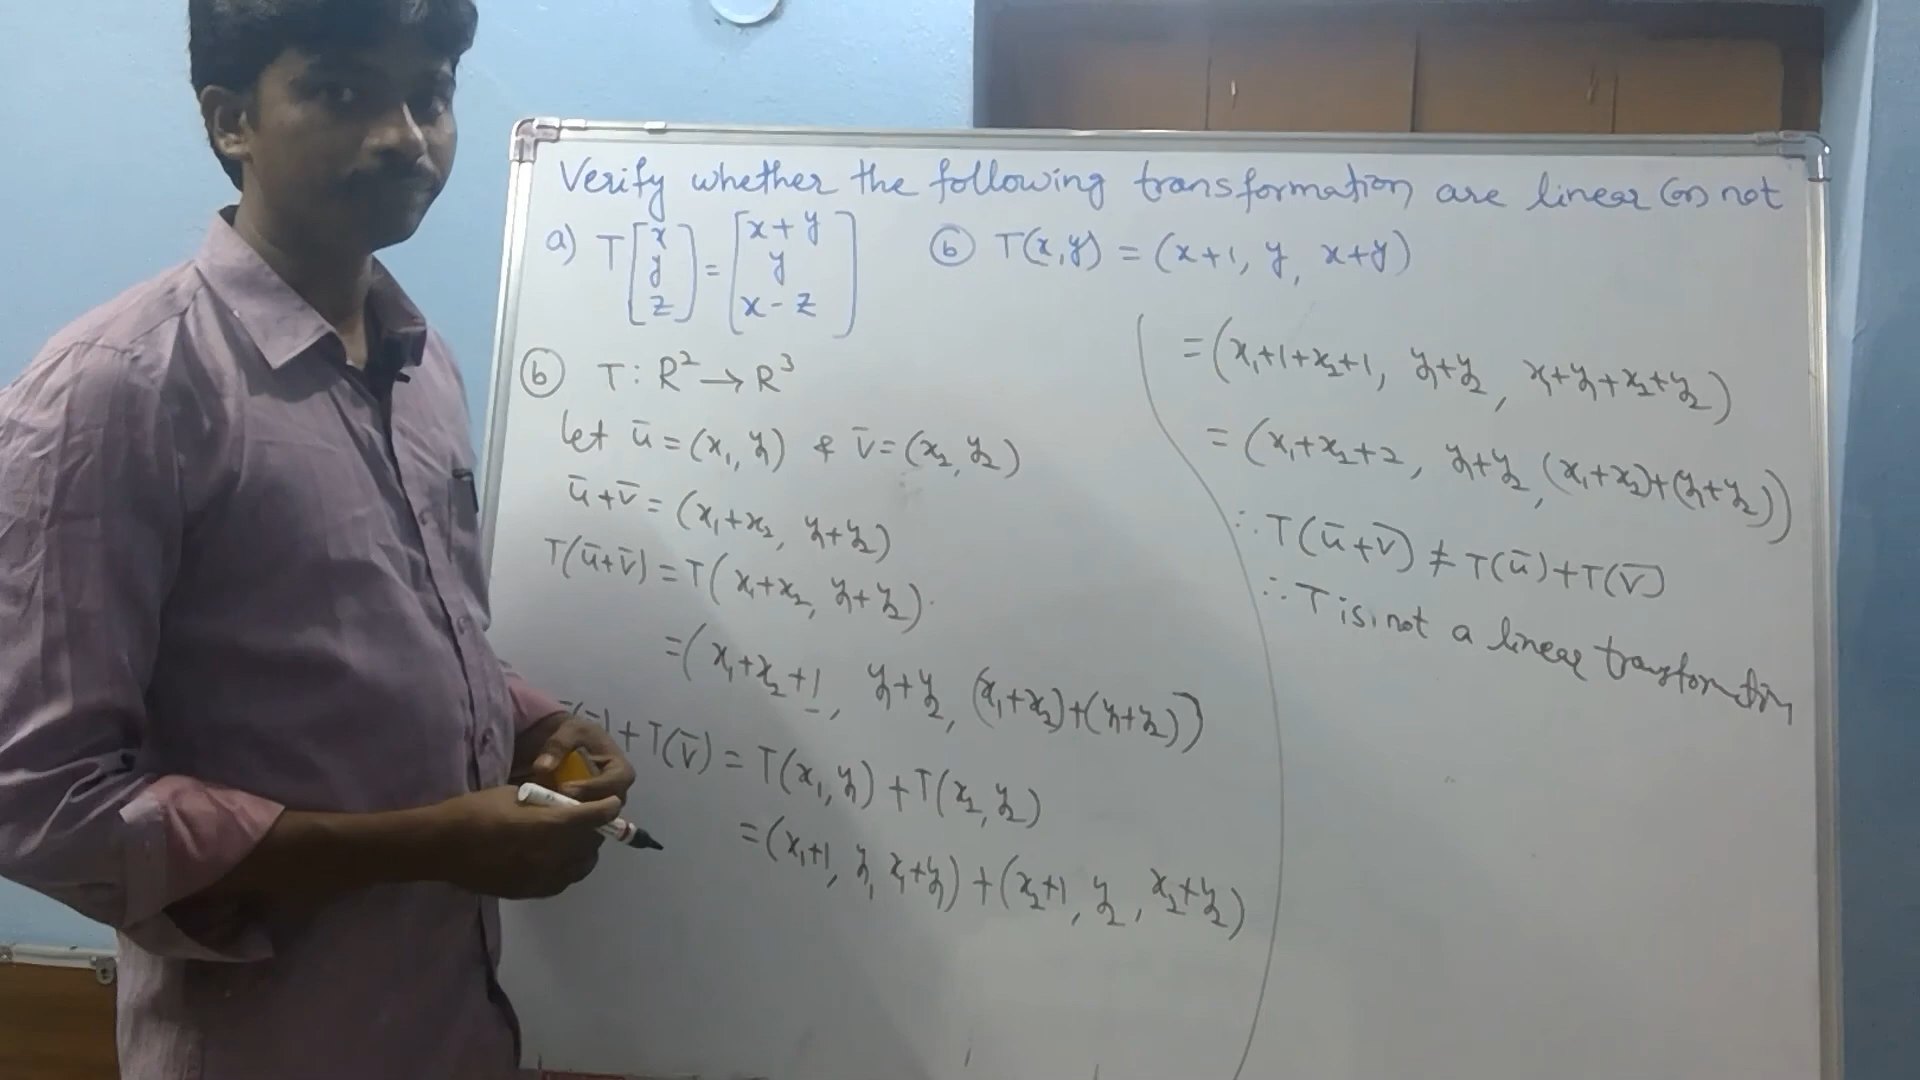 Verify whether the following transformation are linear (or) not
a) T[x y z] = [x+y y x-z]
ⓑ T(x,y) = (x+1, y, x+y)
ⓑ T: R² → R³
let ū = (x₁, y₁) & v̄ = (x₂, y₂)
ū+v̄ = (x₁+x₂, y₁+y₂)
T(ū+v̄) = T(x₁+x₂, y₁+y₂).
=(x₁+x₂+1, y₁+y₂, (x₁+x₂)+(y₁+y₂))
+T(v̄) = T(x₁,y₁)+T(x₂,y₂)
=(x₁+1, y₁, x₁+y₁)+(x₂+1, y₂, x₂+y₂)
=(x₁+1+x₂+1, y₁+y₂, x₁+y₁+x₂+y₂)
= (x₁+x₂+2, y₁+y₂, (x₁+x₂)+(y₁+y₂))
∴ T(ū+v̄) ≠ T(ū)+T(v̄)
∴ T is not a linear transformation